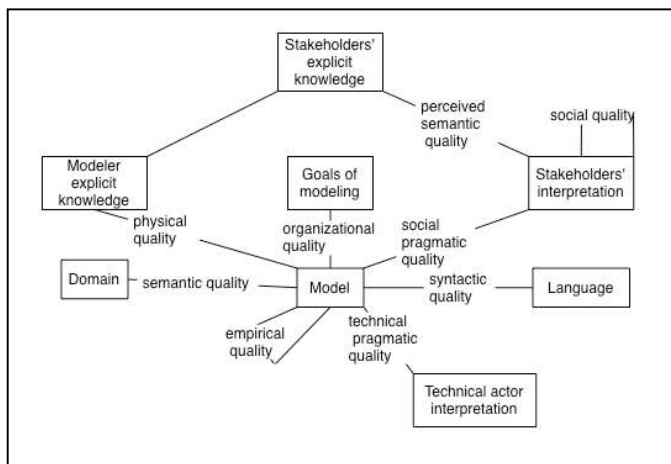 Stakeholders'
explicit
knowledge
perceived
semantic
quality
social quality
Modeler
explicit
knowledge
Goals of
modeling
Stakeholders'
interpretation
physical
quality
organizational
quality
social
pragmatic
quality
Domain
semantic quality
Model
syntactic
quality
Language
empirical
quality
technical
pragmatic
quality
Technical actor
interpretation